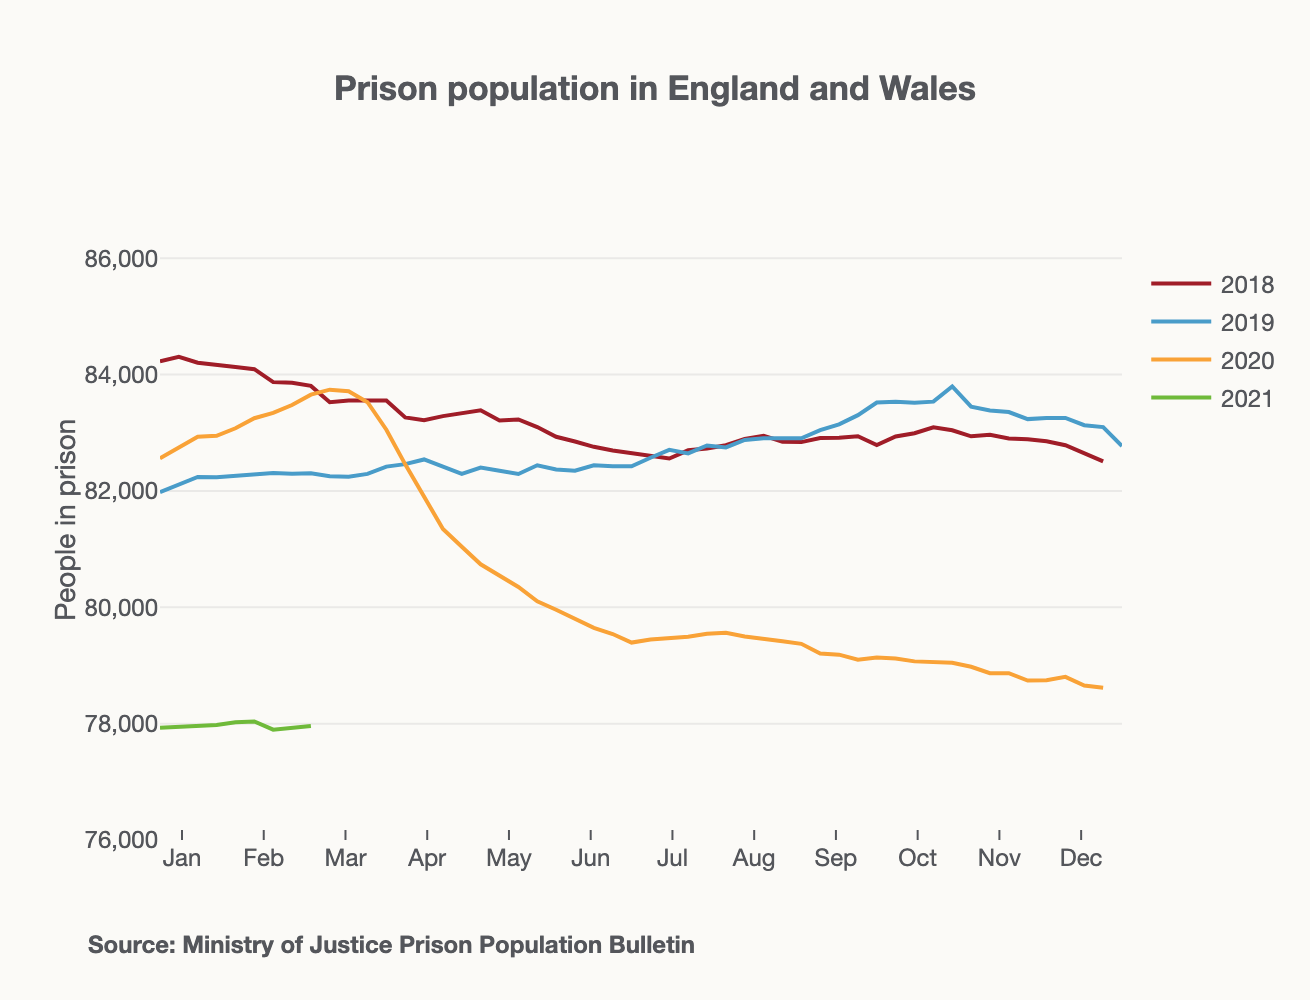 Prison population in England and Wales
86,000
84,000
82,000
80,000
78,000
76,000
People in prison
2018
2019
2020
2021
Jan Feb Mar Apr May Jun Jul Aug Sep Oct Nov Dec
Source: Ministry of Justice Prison Population Bulletin